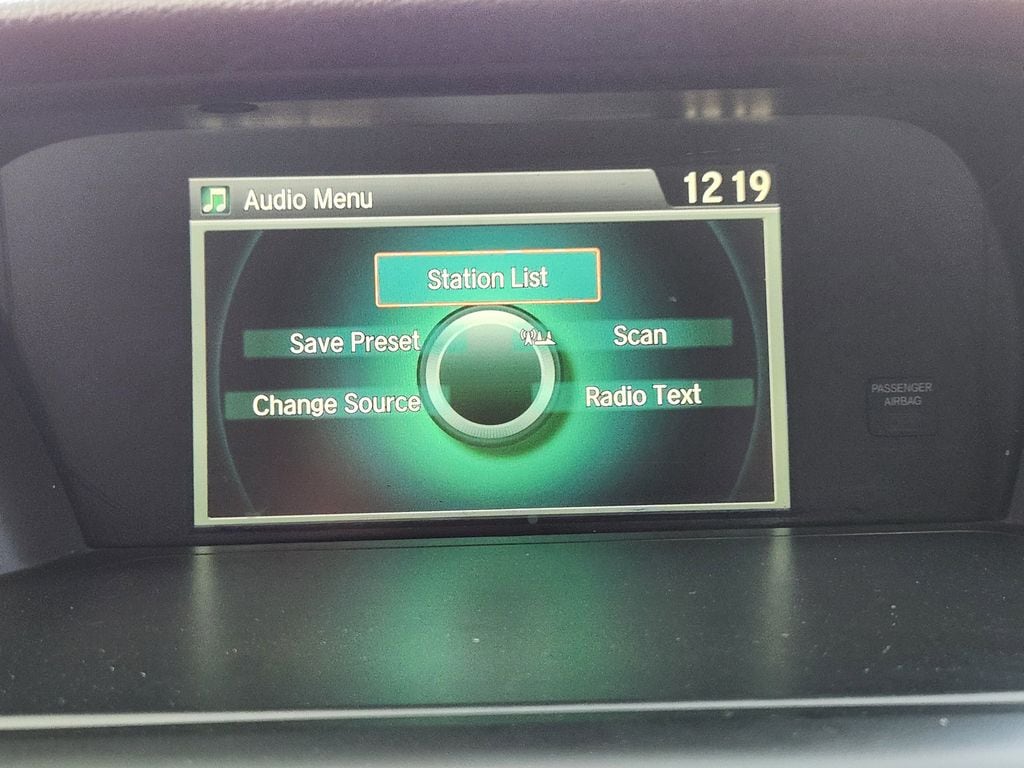 Audio Menu
12 19
Station List
Save Preset
Scan
Change Source
Radio Text
PASSENGER
AIRBAG